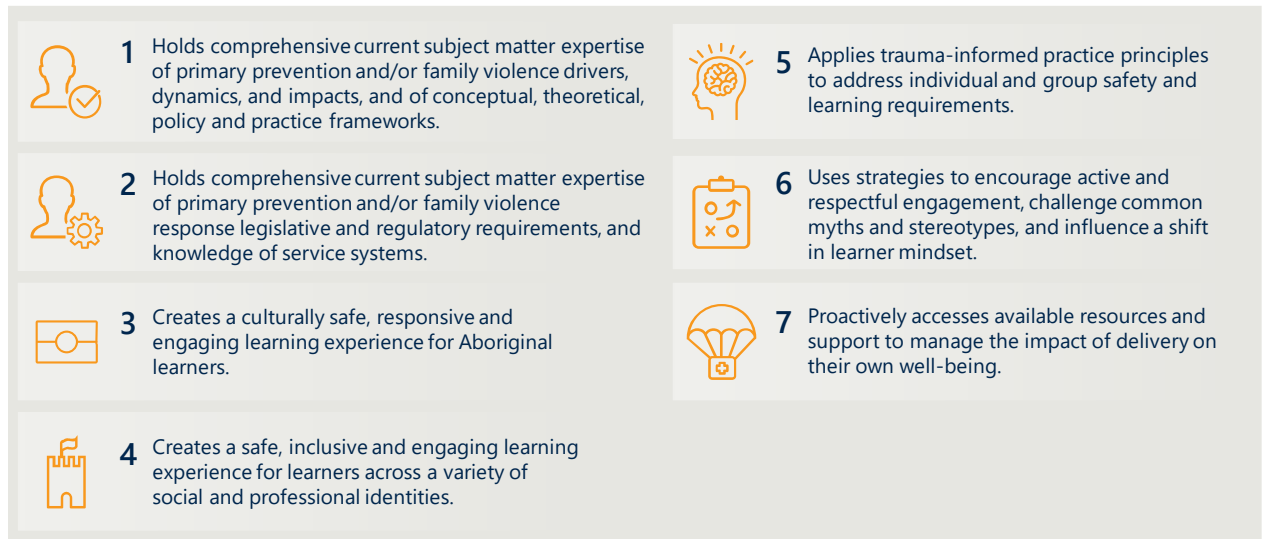 1 Holds comprehensive current subject matter expertise
of primary prevention and/or family violence drivers,
dynamics, and impacts, and of conceptual, theoretical,
policy and practice frameworks.
2 Holds comprehensive current subject matter expertise
of primary prevention and/or family violence
response legislative and regulatory requirements, and
knowledge of service systems.
3 Creates a culturally safe, responsive and
engaging learning experience for Aboriginal
learners.
4 Creates a safe, inclusive and engaging learning
experience for learners across a variety of
social and professional identities.
5 Applies trauma-informed practice principles
to address individual and group safety and
learning requirements.
6 Uses strategies to encourage active and
respectful engagement, challenge common
myths and stereotypes, and influence a shift
in learner mindset.
7 Proactively accesses available resources and
support to manage the impact of delivery on
their own well-being.